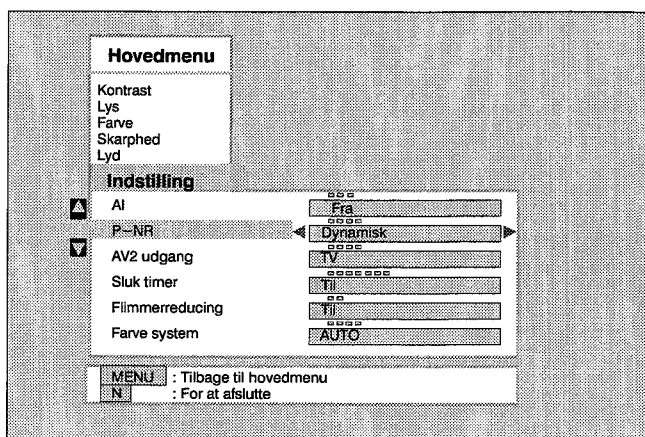 Hovedmenu
Kontrast
Lys
Farve
Skarphed
Lyd
Indstilling
AI Fra
P-NR Dynamisk
AV2 udgang TV
Sluk timer Til
Flimmerreducing Til
Farve system AUTO
MENU : Tilbage til hovedmenu
N : For at afslutte